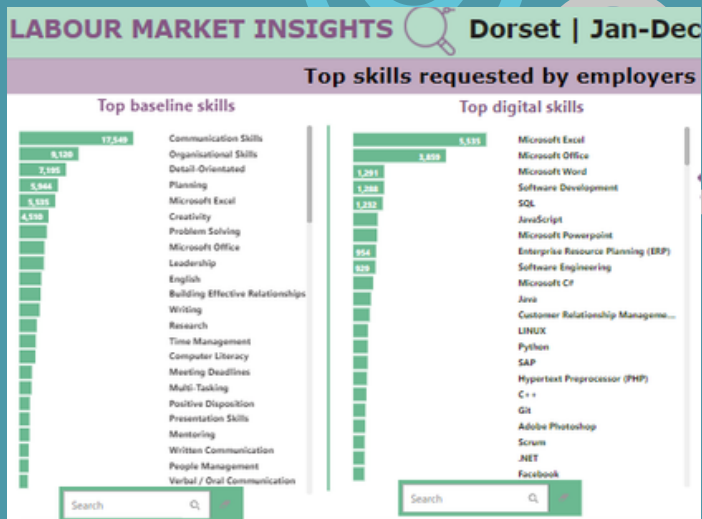 LABOUR MARKET INSIGHTS
Dorset | Jan-Dec
Top skills requested by employers
Top baseline skills
17,549 Communication Skills
9,120 Organisational Skills
7,195 Detail-Orientated
5,944 Planning
5,535 Microsoft Excel
4,510 Creativity
Problem Solving
Microsoft Office
Leadership
English
Building Effective Relationships
Writing
Research
Time Management
Computer Literacy
Meeting Deadlines
Multi-Tasking
Positive Disposition
Presentation Skills
Mentoring
Written Communication
People Management
Verbal / Oral Communication
Search
Top digital skills
5,535 Microsoft Excel
3,859 Microsoft Office
1,291 Microsoft Word
1,288 Software Development
1,252 SQL
JavaScript
Microsoft Powerpoint
954 Enterprise Resource Planning (ERP)
929 Software Engineering
Microsoft C#
Java
Customer Relationship Manageme...
LINUX
Python
SAP
Hypertext Preprocessor (PHP)
C++
Git
Adobe Photoshop
Scrum
.NET
Facebook
Search